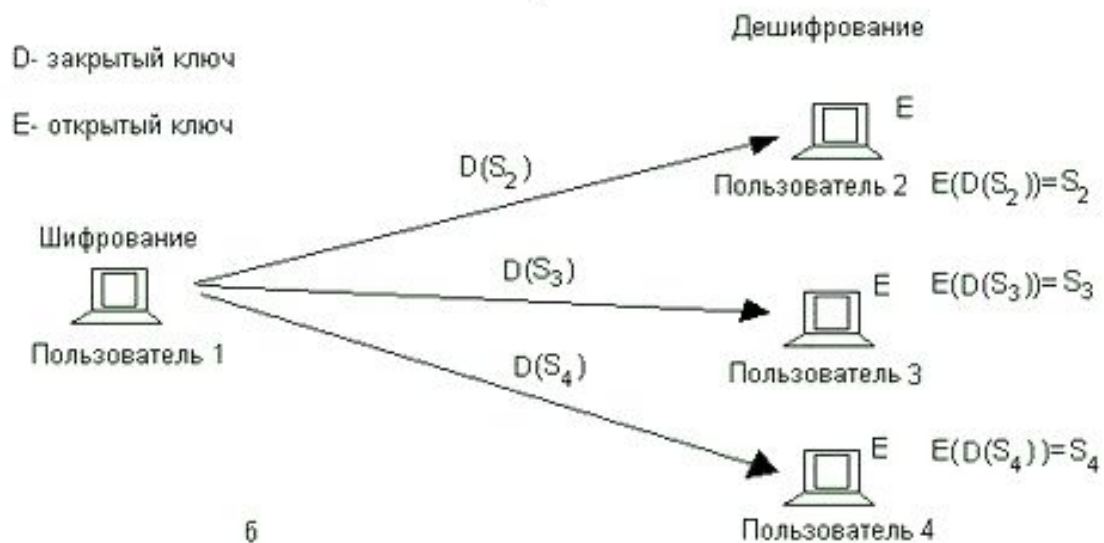 Дешифрование
D- закрытый ключ
E- открытый ключ
E
D(S₂)
Пользователь 2 E(D(S₂))=S₂
Шифрование
D(S₃)
E E(D(S₃))=S₃
Пользователь 1
D(S₄)
Пользователь 3
E E(D(S₄))=S₄
б
Пользователь 4